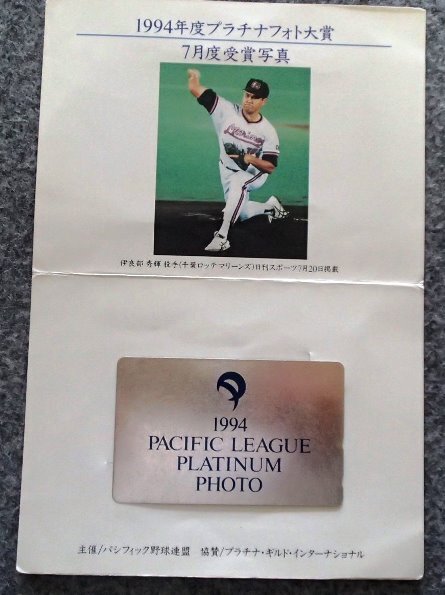 1994年度プラチナフォト大賞
7月度受賞写真
伊良部 秀輝 投手(千葉ロッテマリーンズ)日刊スポーツ7月20日掲載
1994
PACIFIC LEAGUE
PLATINUM
PHOTO
主催/パシフィック野球連盟 協賛/プラチナ・ギルド・インターナショナル